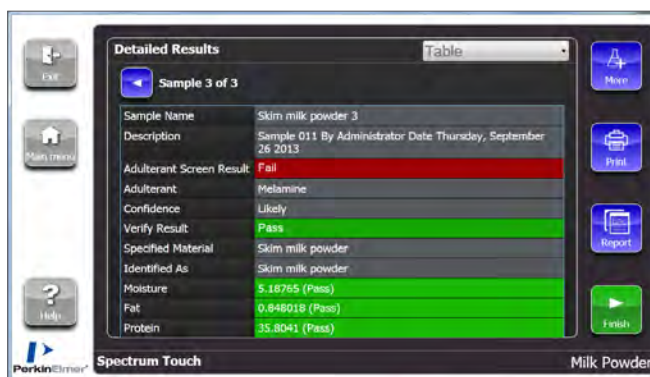 Detailed Results
Table
Exit
Sample 3 of 3
More
Sample Name Skim milk powder 3
Description Sample 011 By Administrator Date Thursday, September
26 2013
Main menu
Print
Adulterant Screen Result Fail
Adulterant Melamine
Confidence Likely
Verify Result Pass
Report
Specified Material Skim milk powder
Identified As Skim milk powder
Moisture 5.18765 (Pass)
Help
Fat 0.848018 (Pass)
Finish
Protein 35.8041 (Pass)
PerkinElmer
Spectrum Touch
Milk Powder